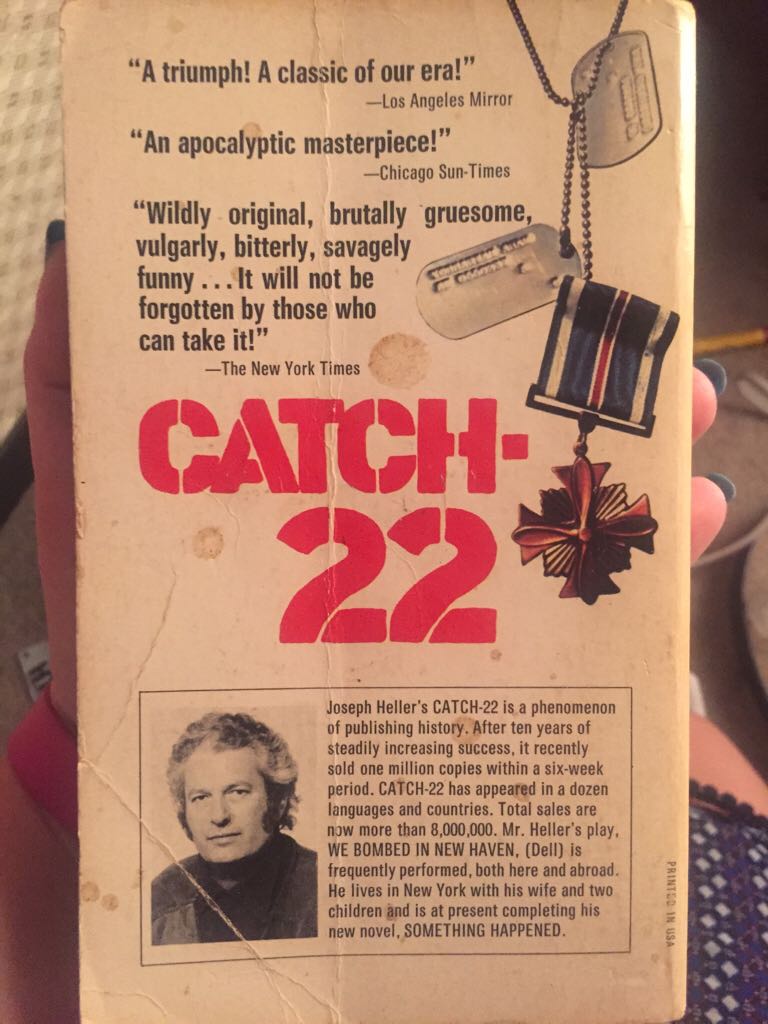 “A triumph! A classic of our era!”
—Los Angeles Mirror
“An apocalyptic masterpiece!”
—Chicago Sun-Times
“Wildly original, brutally gruesome,
vulgarly, bitterly, savagely
funny . . . It will not be
forgotten by those who
can take it!”
—The New York Times
CATCH-
22
Joseph Heller's CATCH-22 is a phenomenon
of publishing history. After ten years of
steadily increasing success, it recently
sold one million copies within a six-week
period. CATCH-22 has appeared in a dozen
languages and countries. Total sales are
now more than 8,000,000. Mr. Heller's play,
WE BOMBED IN NEW HAVEN, (Dell) is
frequently performed, both here and abroad.
He lives in New York with his wife and two
children and is at present completing his
new novel, SOMETHING HAPPENED.
PRINTED IN USA